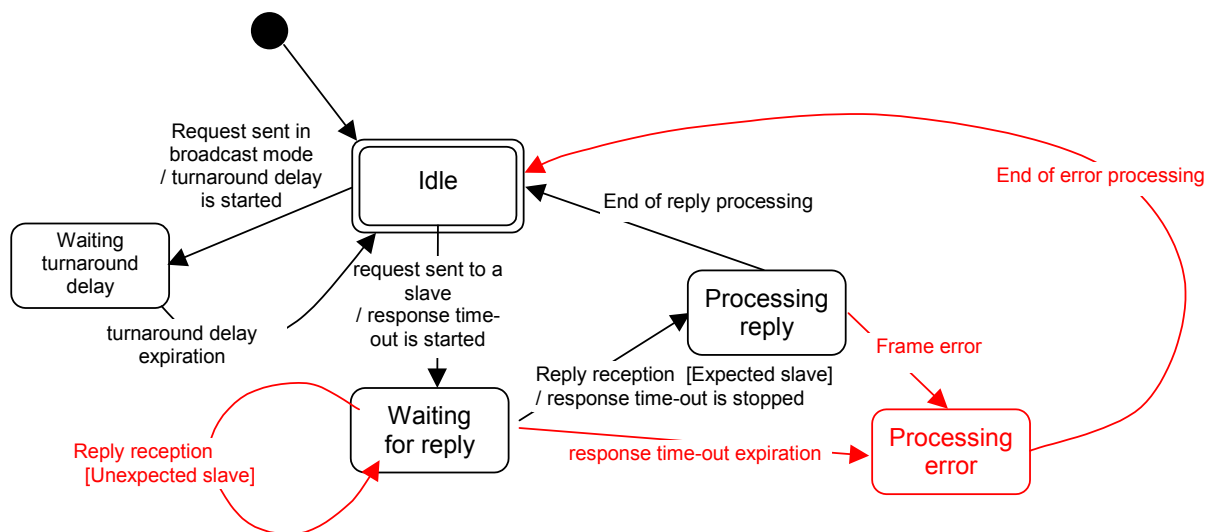 Request sent in
broadcast mode
/ turnaround delay
is started
Idle
End of error processing
End of reply processing
Waiting
turnaround
delay
request sent to a
slave
/ response time-
out is started
Processing
reply
turnaround delay
expiration
Frame error
Reply reception [Expected slave]
/ response time-out is stopped
Waiting
for reply
Reply reception
[Unexpected slave]
response time-out expiration
Processing
error